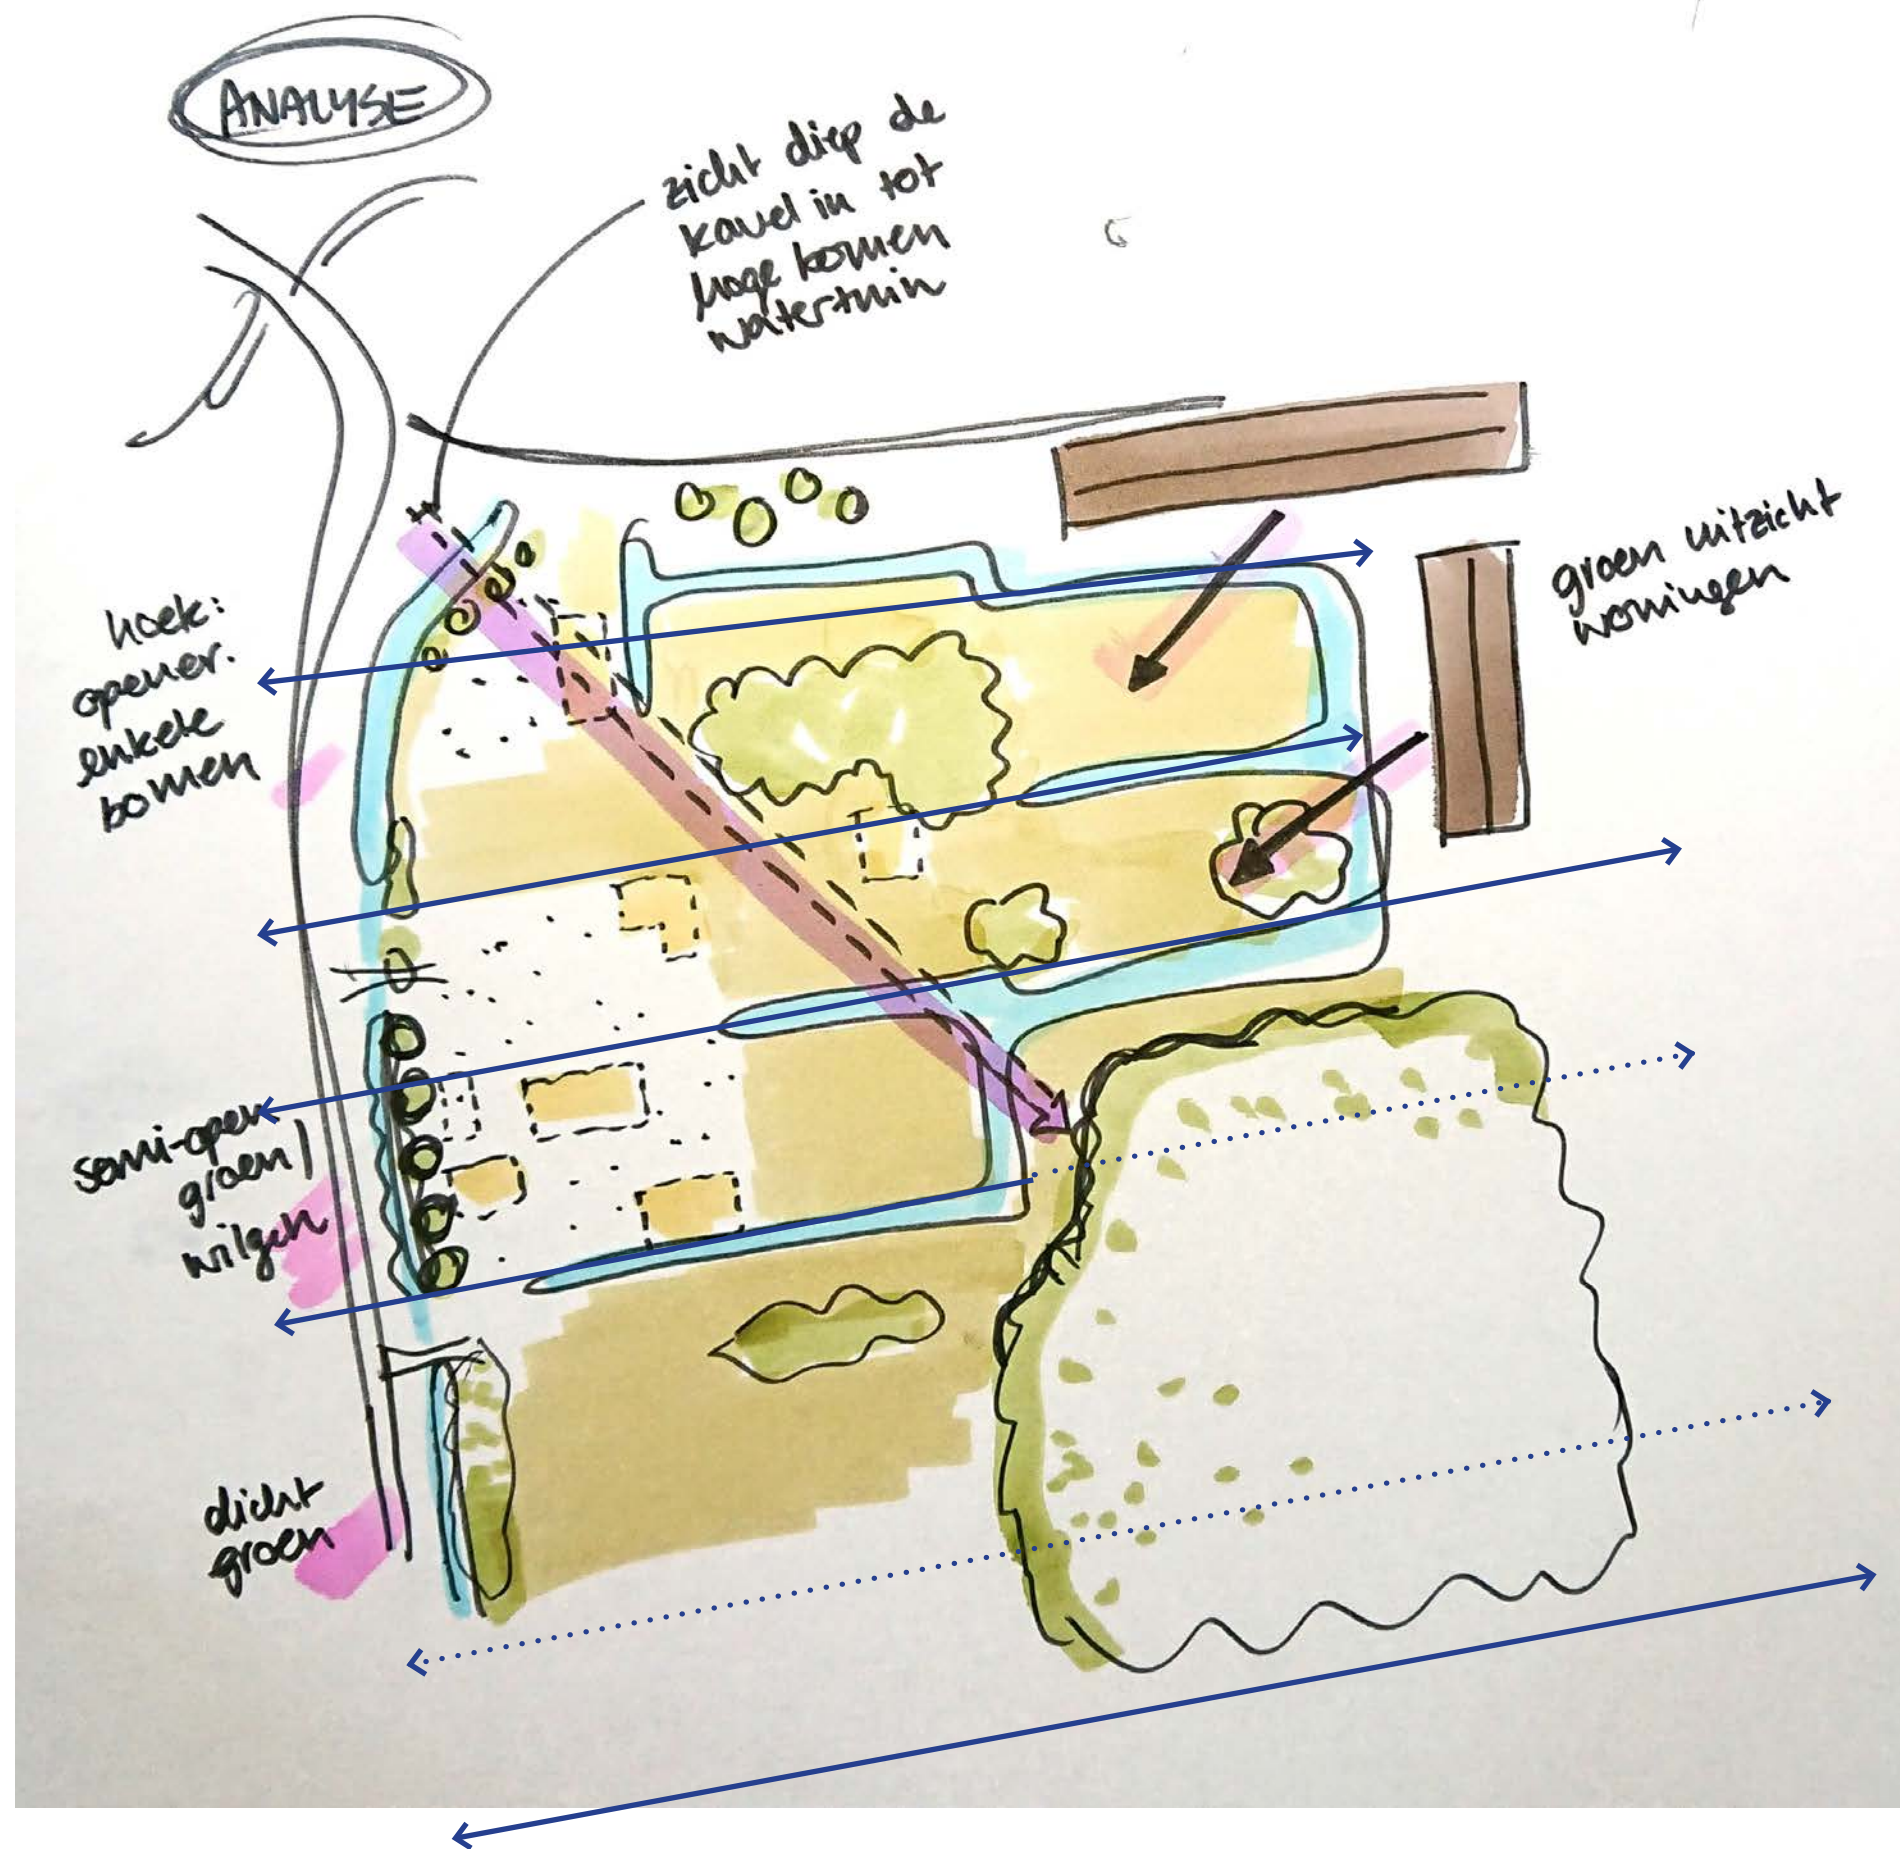 ANALYSE
zicht diep de
kavel in tot
hoge bomen
watertuin
groen uitzicht
woningen
hoek:
opener.
enkele
bomen
semi-open
groen /
wilgen
dicht
groen